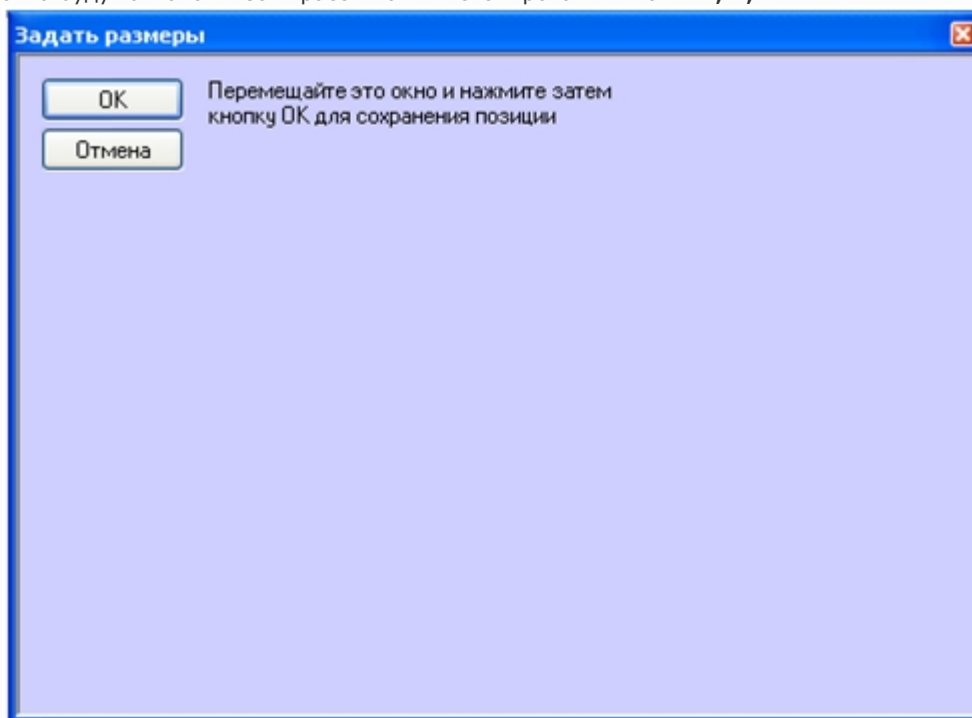 Задать размеры
OK
Перемещайте это окно и нажмите затем
кнопку OK для сохранения позиции
Отмена